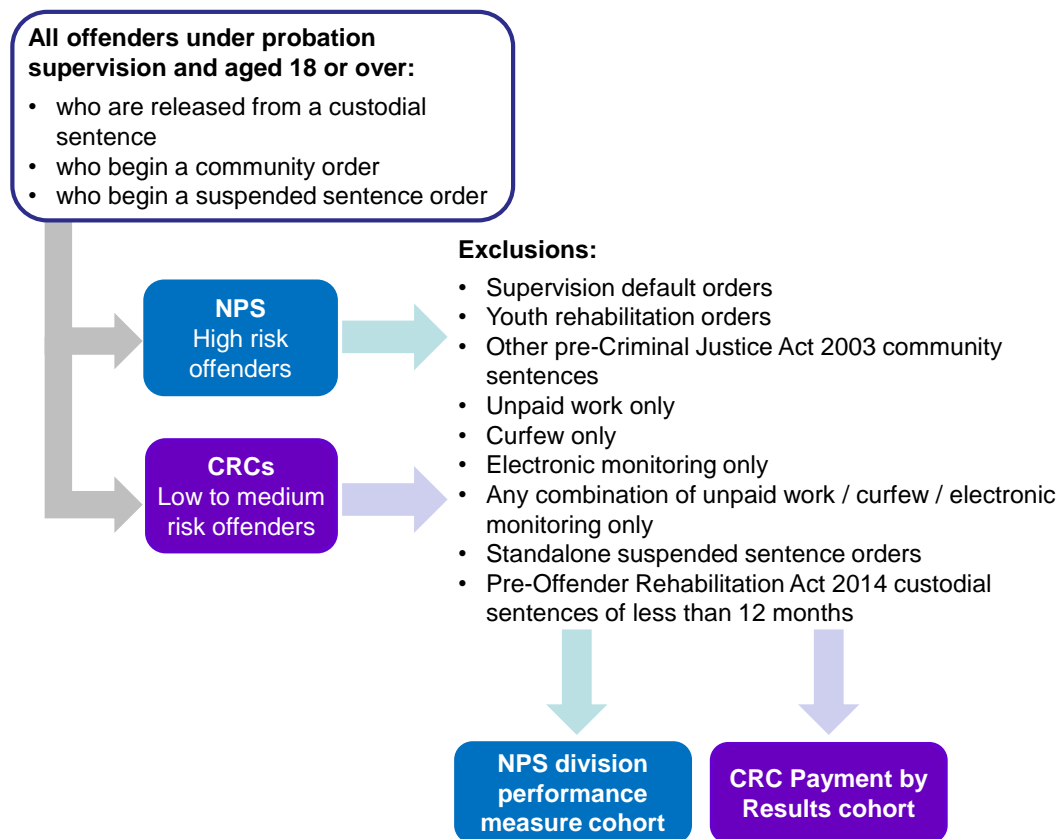 All offenders under probation
supervision and aged 18 or over:
• who are released from a custodial
sentence
• who begin a community order
• who begin a suspended sentence order
NPS
High risk
offenders
CRCs
Low to medium
risk offenders
Exclusions:
• Supervision default orders
• Youth rehabilitation orders
• Other pre-Criminal Justice Act 2003 community
sentences
• Unpaid work only
• Curfew only
• Electronic monitoring only
• Any combination of unpaid work / curfew / electronic
monitoring only
• Standalone suspended sentence orders
• Pre-Offender Rehabilitation Act 2014 custodial
sentences of less than 12 months
NPS division
performance
measure cohort
CRC Payment by
Results cohort